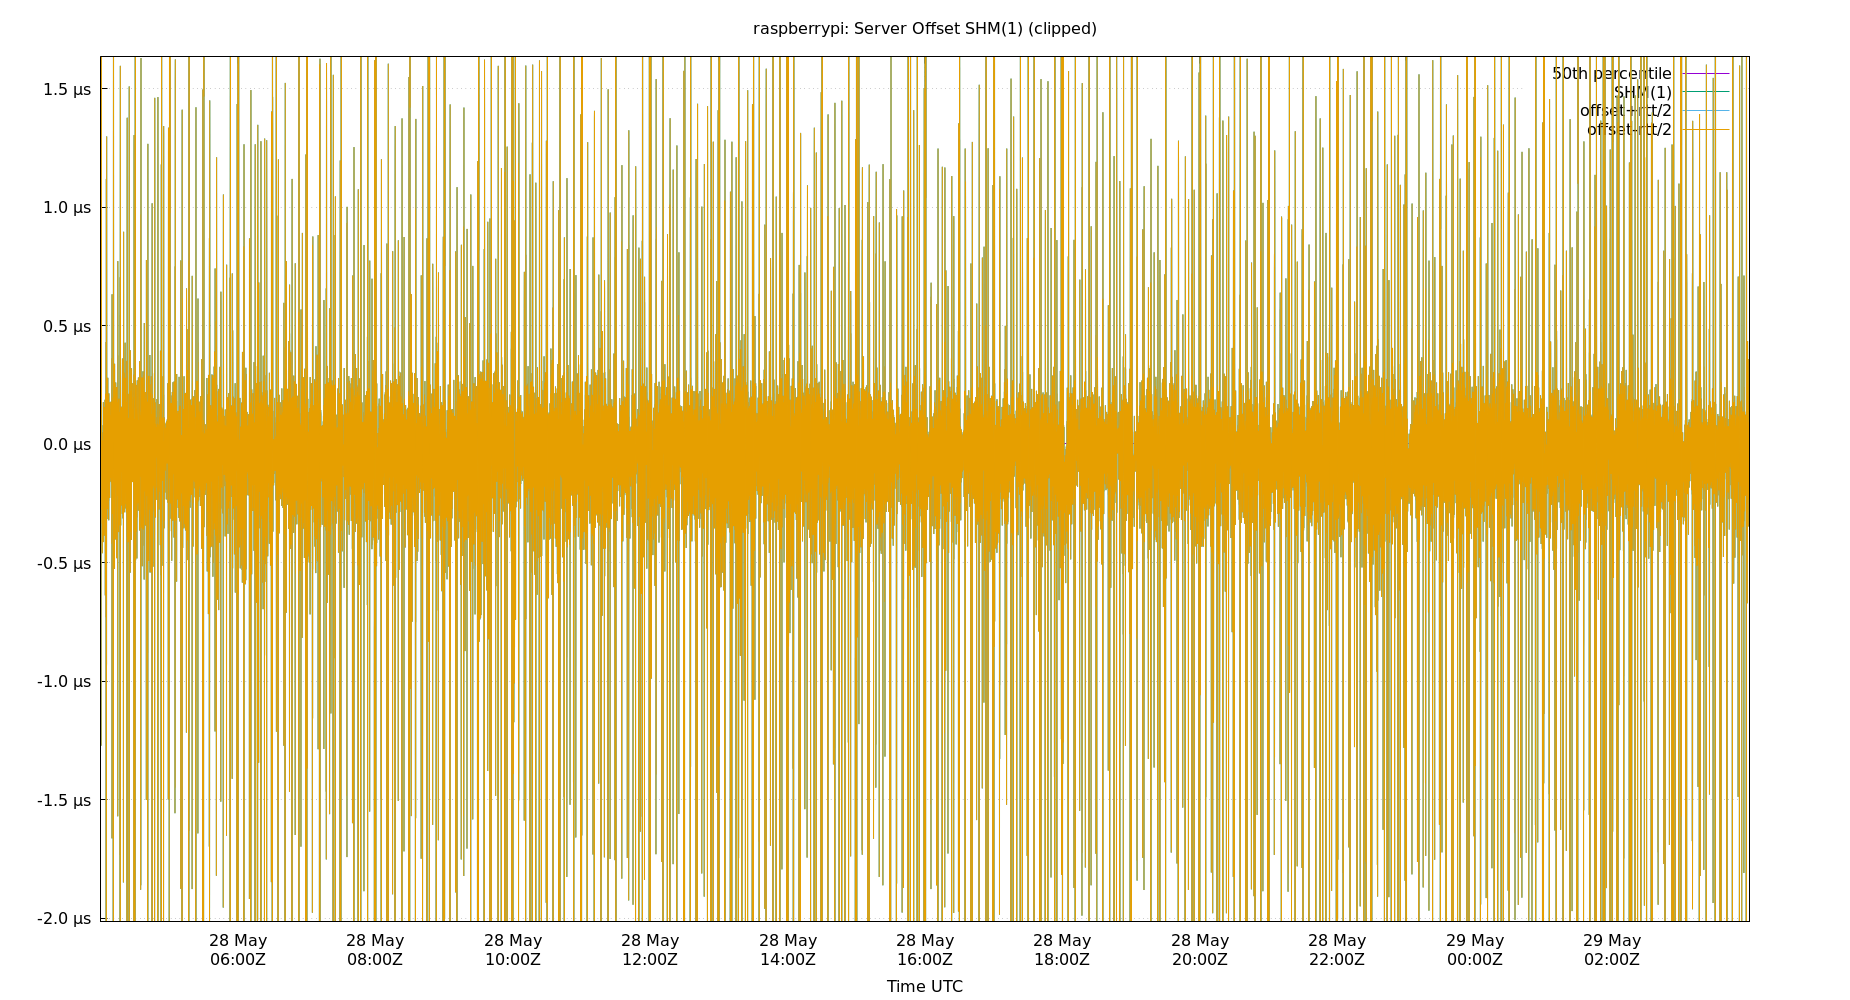 raspberrypi: Server Offset SHM(1) (clipped)
50th percentile
SHM(1)
offset+rtt/2
offset-rtt/2
1.5 μs
1.0 μs
0.5 μs
0.0 μs
-0.5 μs
-1.0 μs
-1.5 μs
-2.0 μs
28 May 28 May 28 May 28 May 28 May 28 May 28 May 28 May 28 May 29 May 29 May
06:00Z 08:00Z 10:00Z 12:00Z 14:00Z 16:00Z 18:00Z 20:00Z 22:00Z 00:00Z 02:00Z
Time UTC